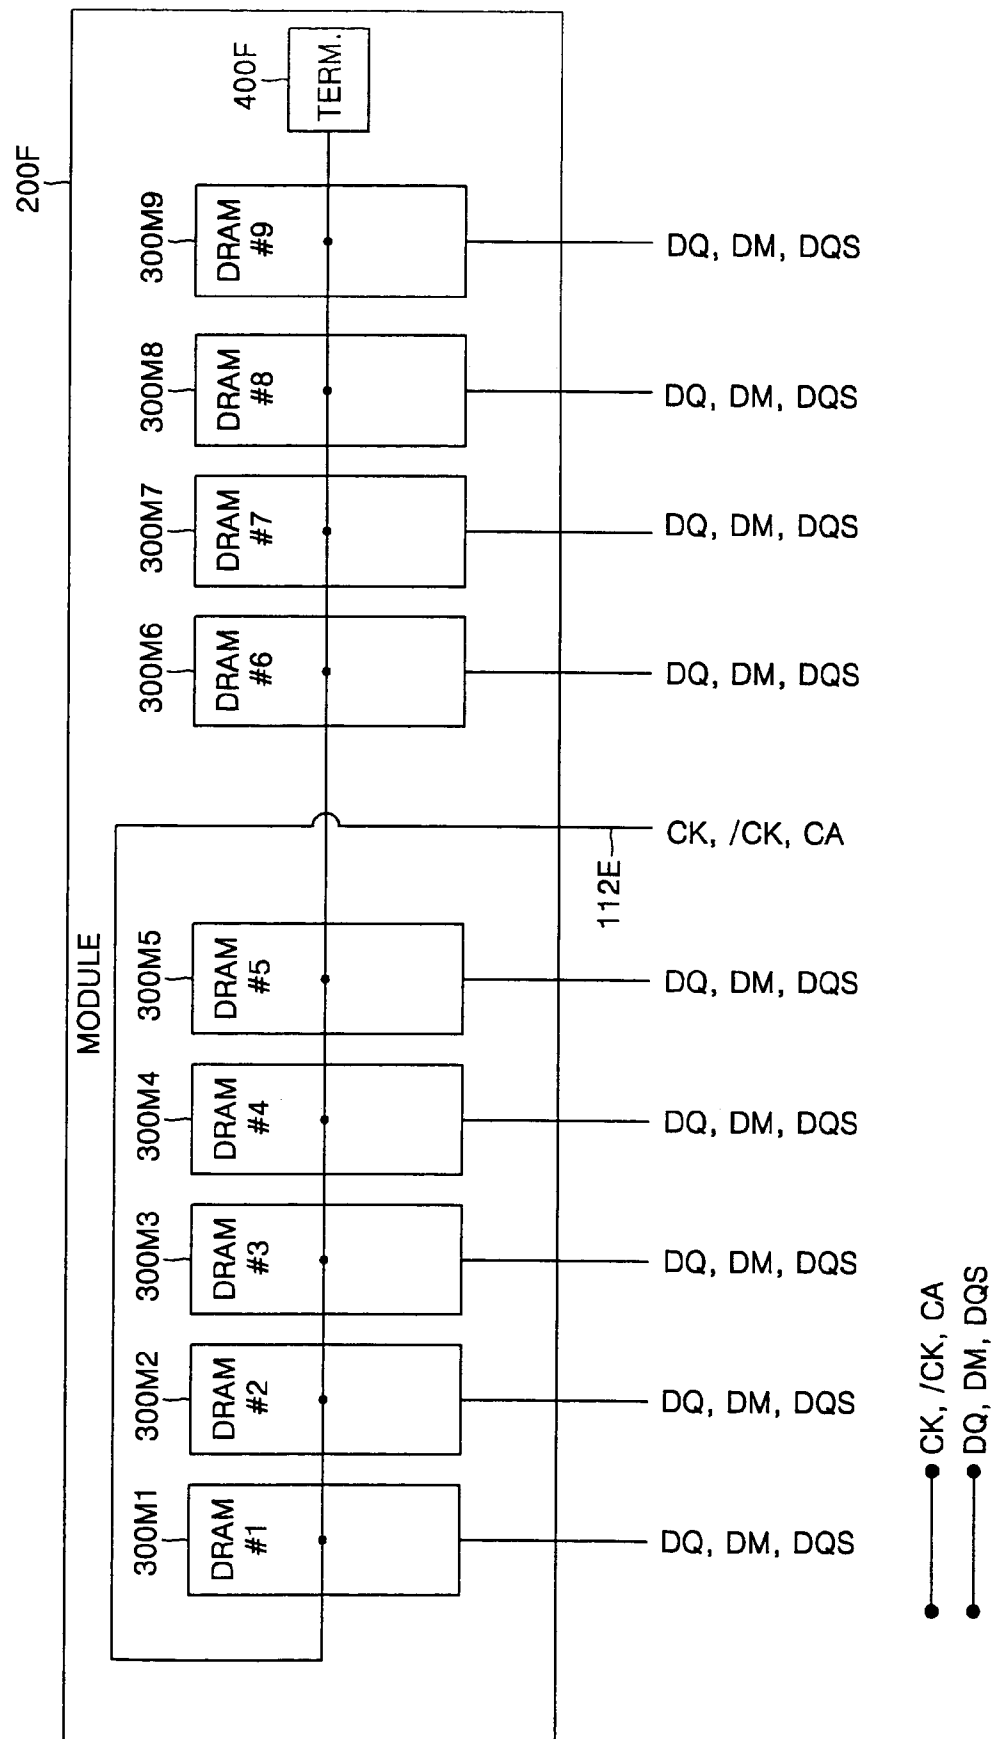 200F
400F
TERM.
300M9
DRAM
#9
DQ, DM, DQS
300M8
DRAM
#8
DQ, DM, DQS
300M7
DRAM
#7
DQ, DM, DQS
300M6
DRAM
#6
DQ, DM, DQS
CK, /CK, CA
112E
MODULE
300M5
DRAM
#5
DQ, DM, DQS
300M4
DRAM
#4
DQ, DM, DQS
300M3
DRAM
#3
DQ, DM, DQS
300M2
DRAM
#2
DQ, DM, DQS
300M1
DRAM
#1
DQ, DM, DQS
CK, /CK, CA
DQ, DM, DQS